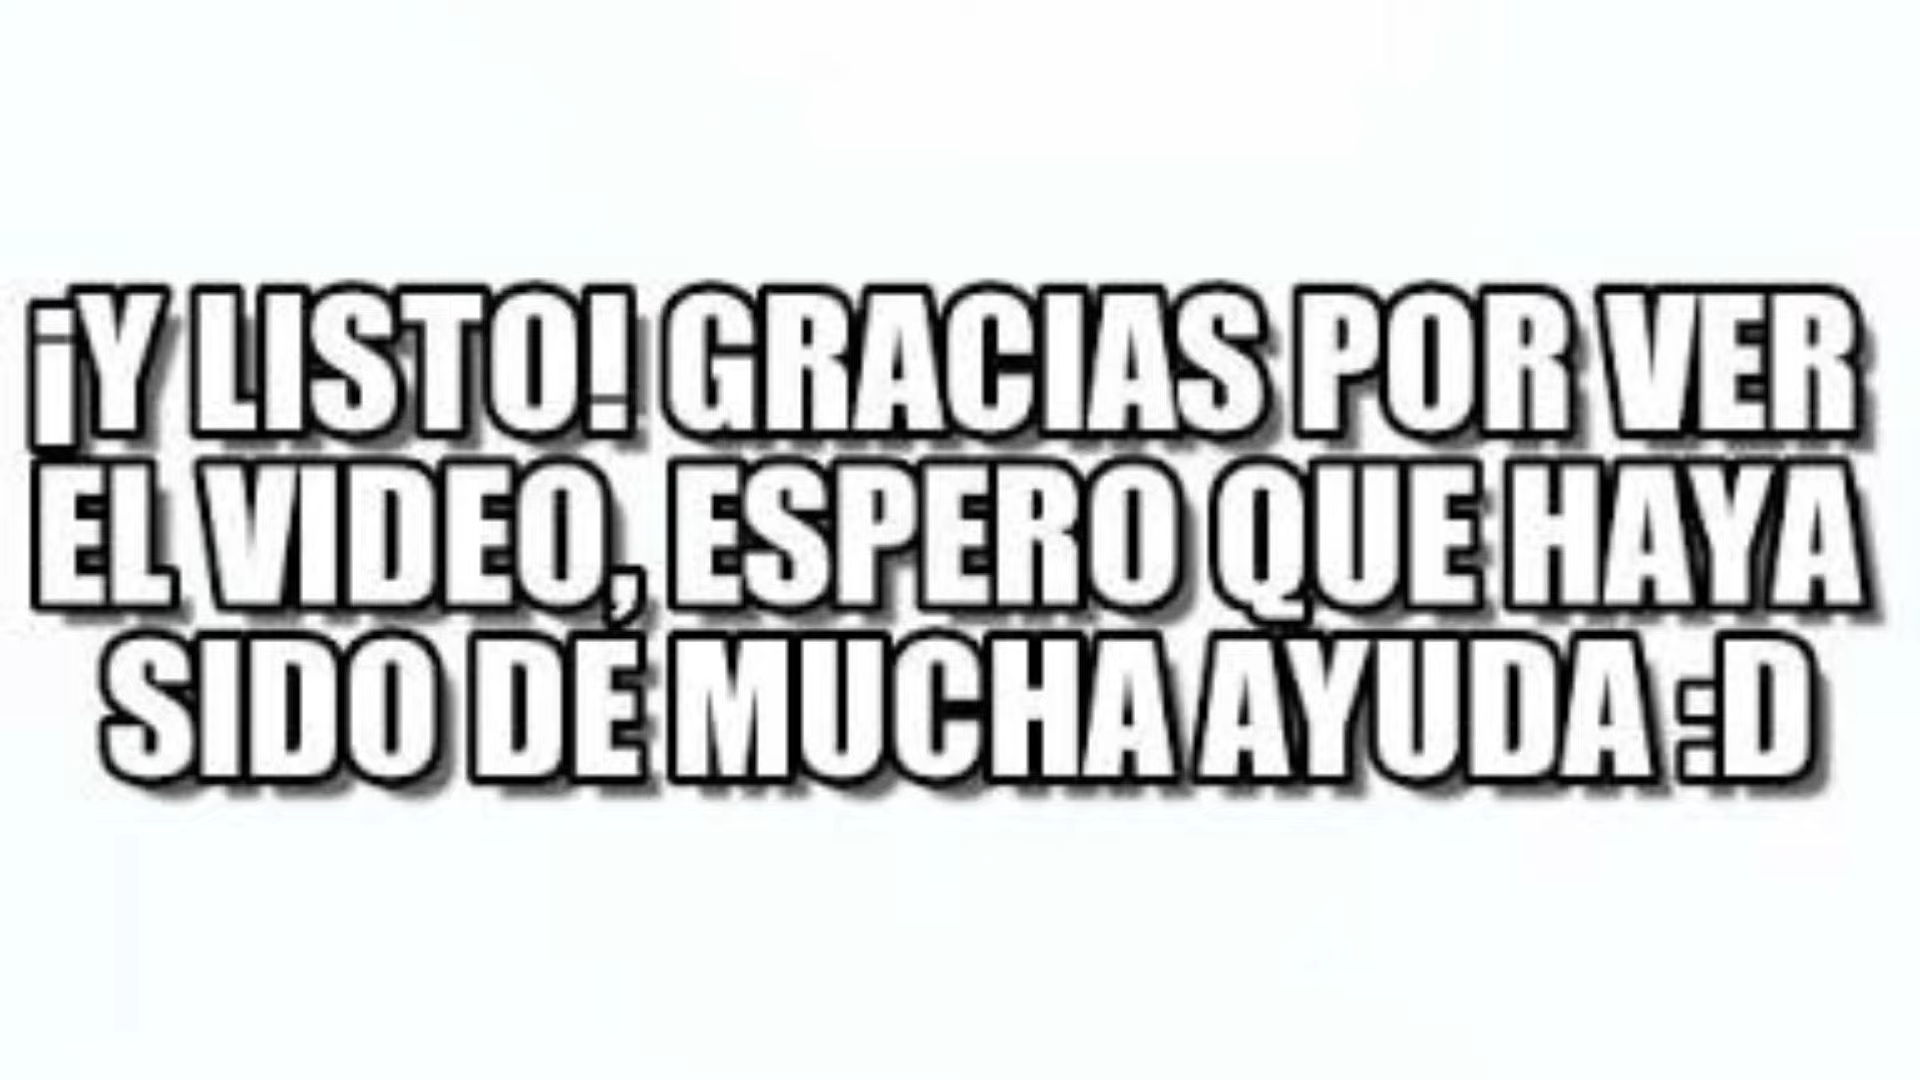 ¡Y LISTO! GRACIAS POR VER
EL VIDEO, ESPERO QUE HAYA
SIDO DE MUCHA AYUDA :D